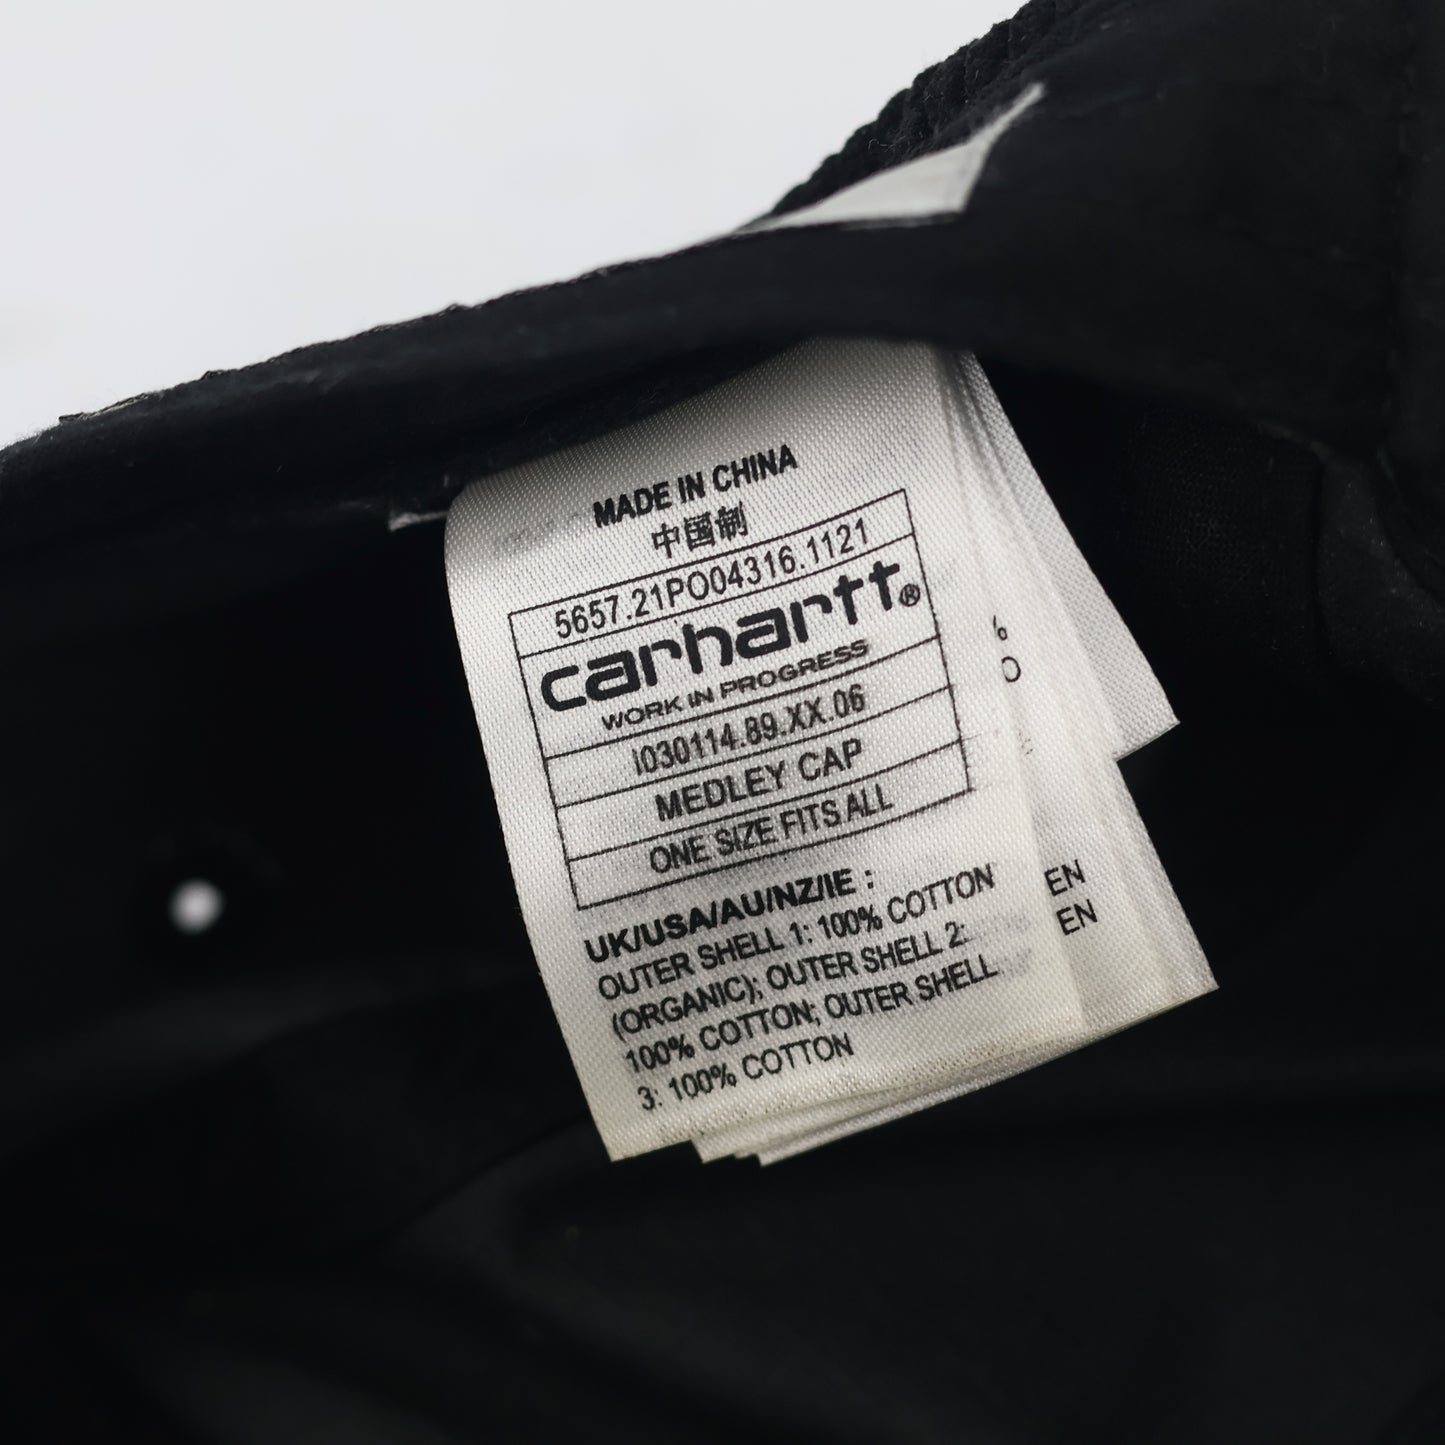 MADE IN CHINA
中国制
5657.21PO04316.1121
carhartt®
WORK IN PROGRESS
I030114.89.XX.06
MEDLEY CAP
ONE SIZE FITS ALL
UK/USA/AU/NZ/IE :
OUTER SHELL 1: 100% COTTON
(ORGANIC); OUTER SHELL 2:
100% COTTON; OUTER SHELL
3: 100% COTTON
%
O
EN
EN